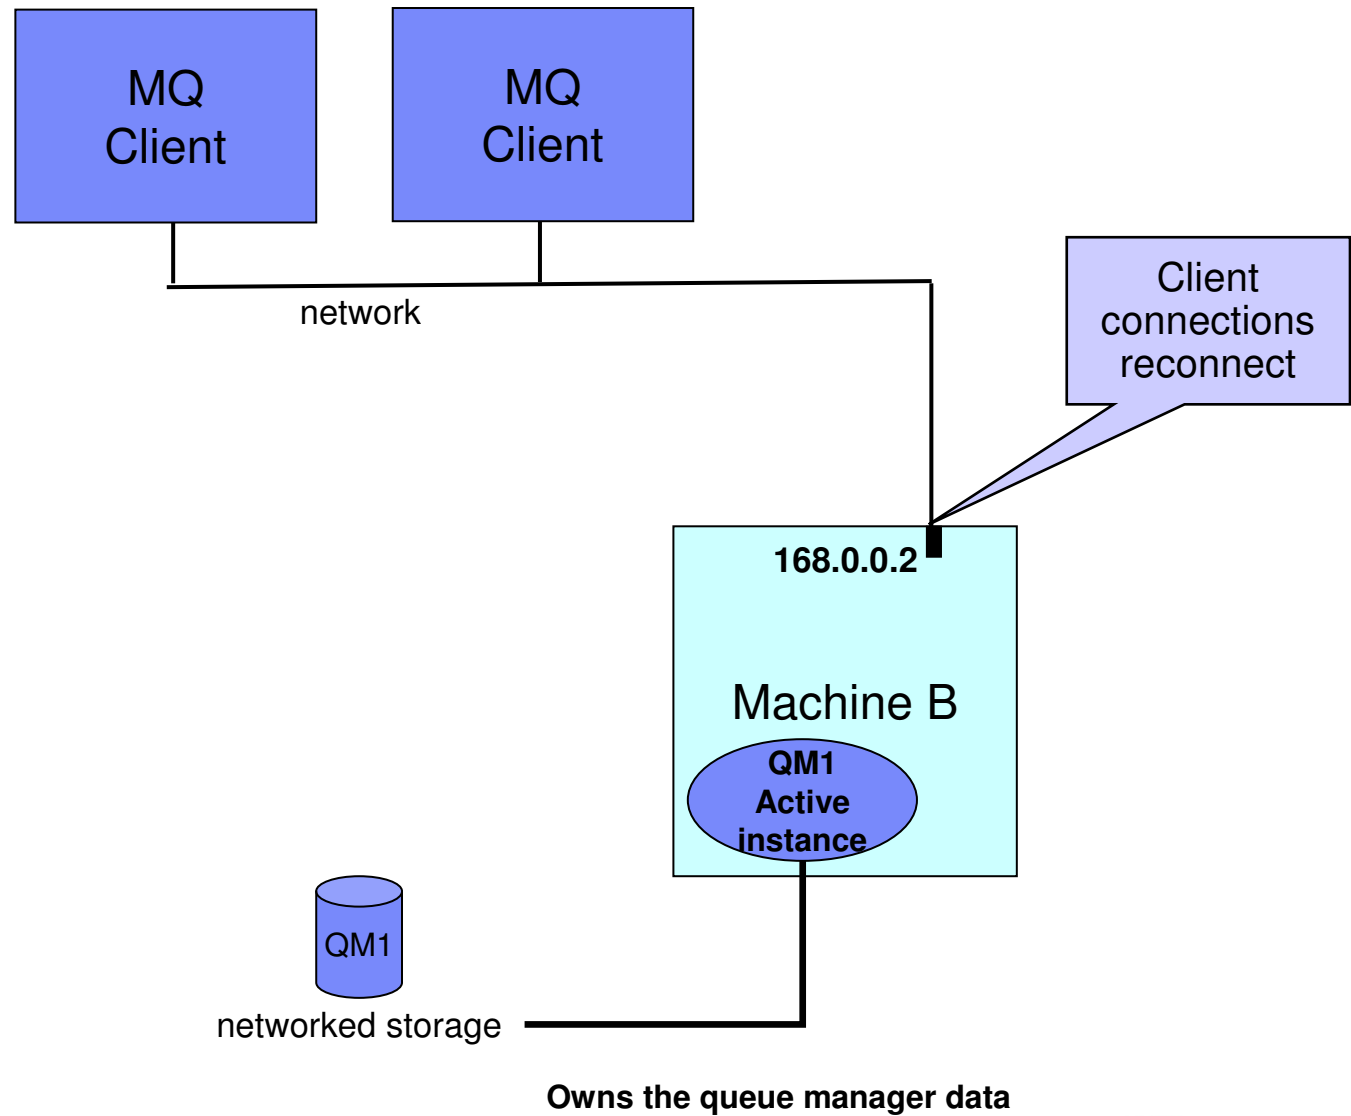 MQ
Client
MQ
Client
network
Client
connections
reconnect
168.0.0.2
Machine B
QM1
Active
instance
QM1
networked storage
Owns the queue manager data